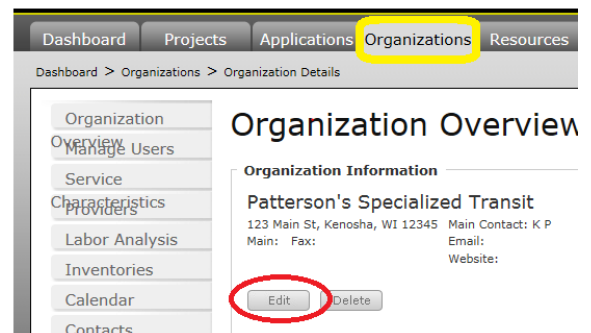 Dashboard Projects Applications Organizations Resources
Dashboard > Organizations > Organization Details
Organization
Overview
Manage Users
Service
Characteristics
Providers
Labor Analysis
Inventories
Calendar
Contacts
Organization Overview
Organization Information
Patterson's Specialized Transit
123 Main St, Kenosha, WI 12345 Main Contact: K P
Main: Fax: Email:
Website:
Edit Delete